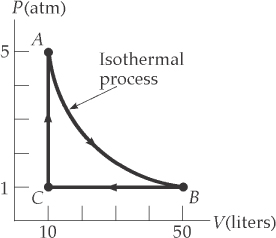 P(atm)
A
5
Isothermal
process
1
C
B
V(liters)
10
50